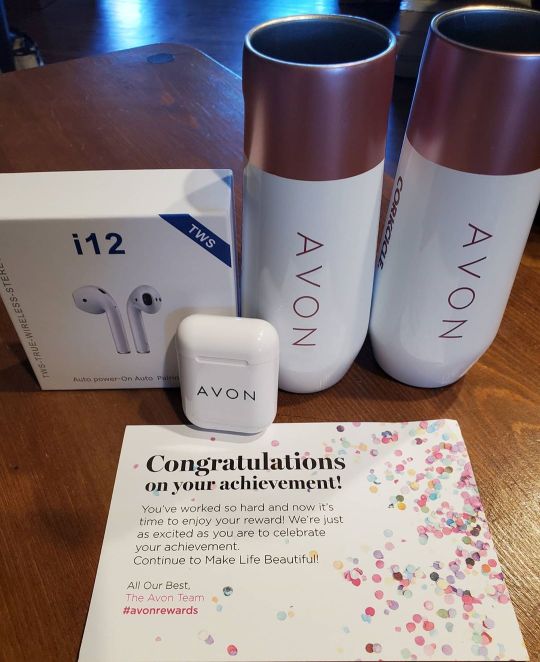 AVON
AVON
CORKCICLE
i12
TWS
TWS-TRUE-WIRELESS-STEREO
Auto power-On Auto Pairin
AVON
Congratulations
on your achievement!
You've worked so hard and now it's
time to enjoy your reward! We're just
as excited as you are to celebrate
your achievement.
Continue to Make Life Beautiful!
All Our Best,
The Avon Team
#avonrewards